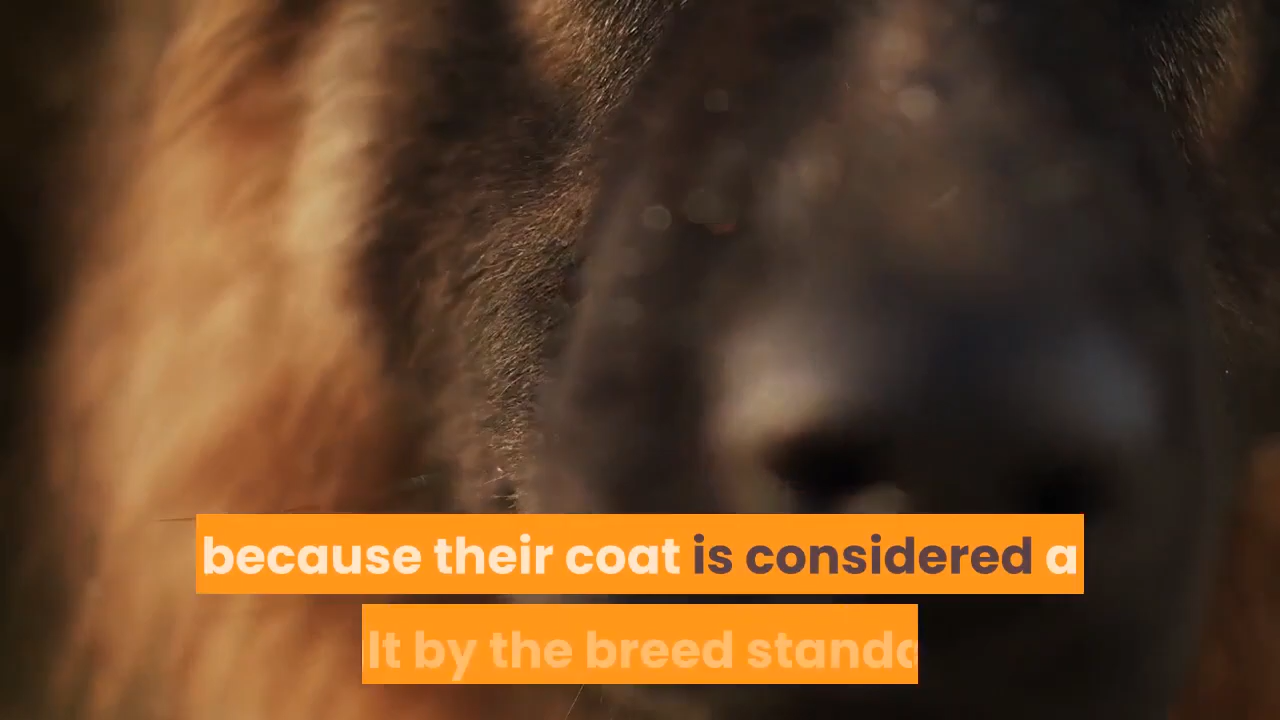 because their coat is considered a
by the breed